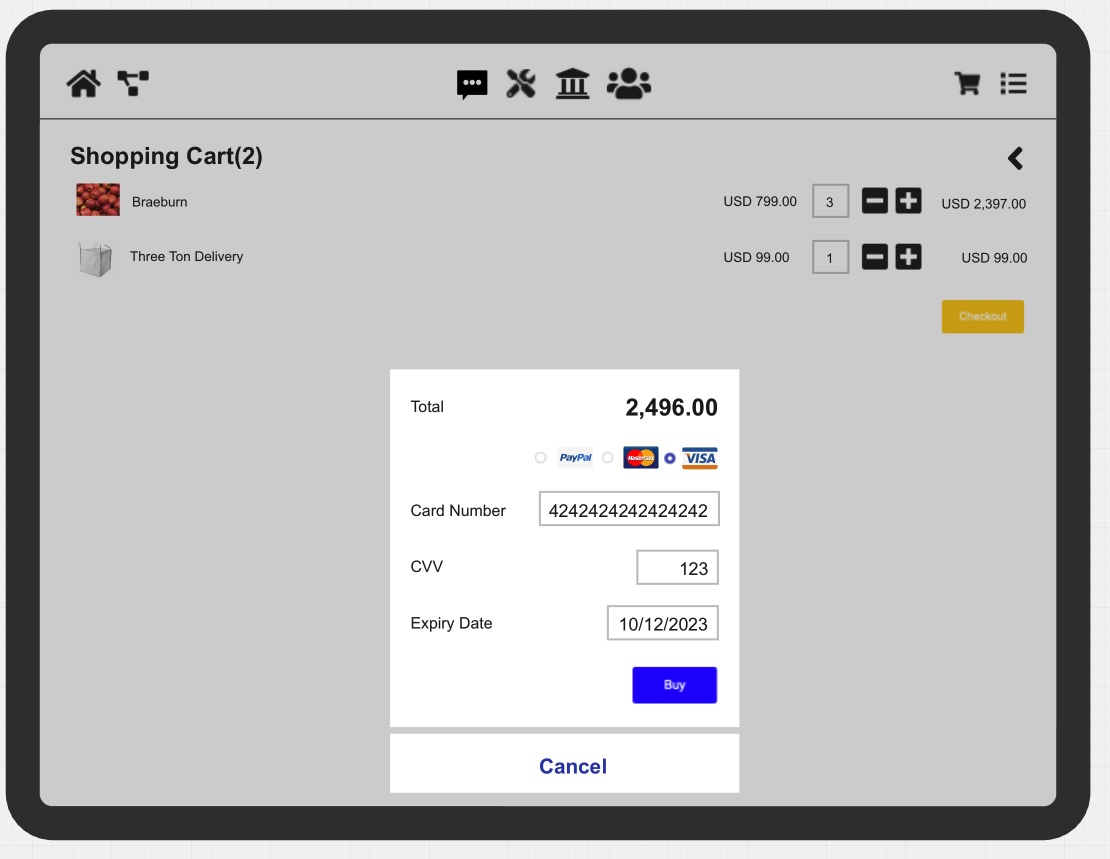 Shopping Cart(2)
Braeburn USD 799.00 3 USD 2,397.00
Three Ton Delivery USD 99.00 1 USD 99.00
Checkout
Total 2,496.00
PayPal MasterCard VISA
Card Number 4242424242424242
CVV 123
Expiry Date 10/12/2023
Buy
Cancel